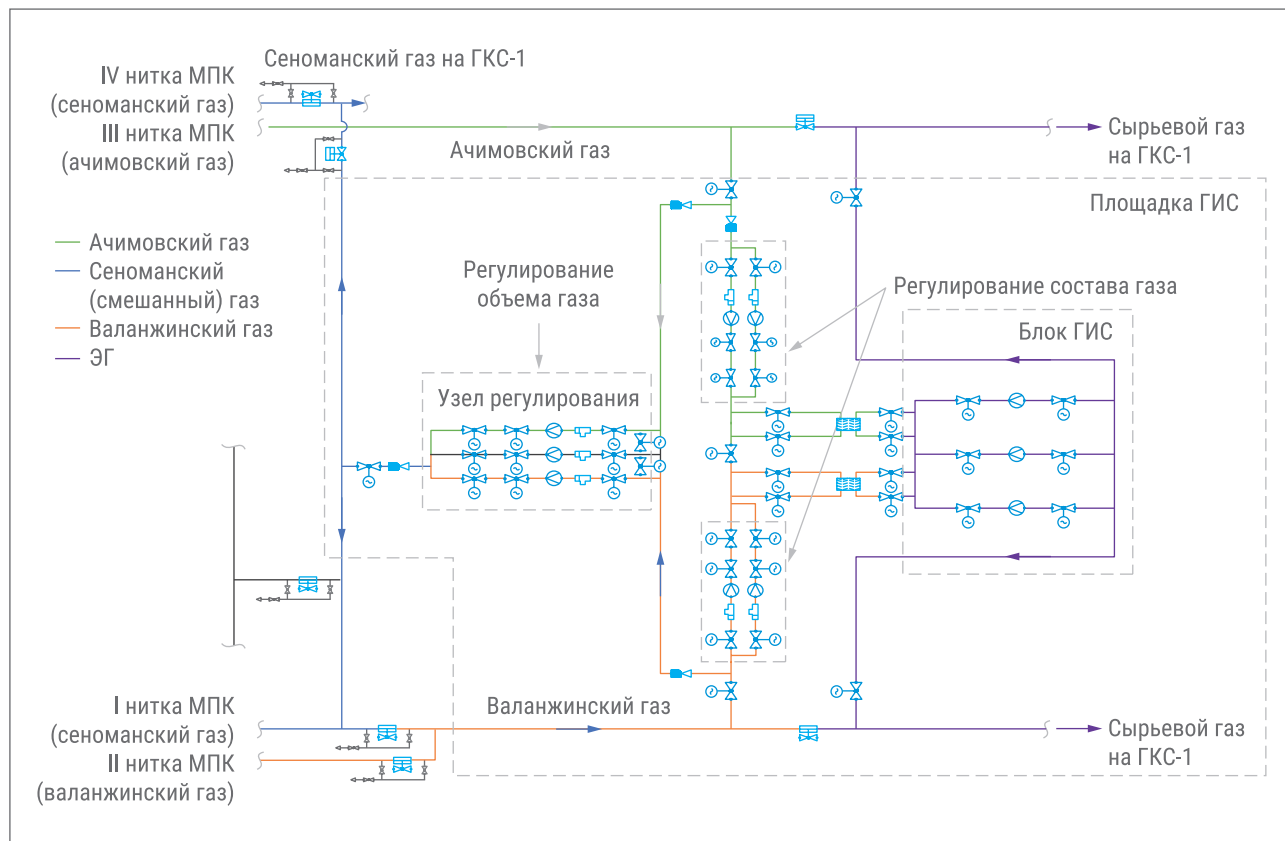 Сеноманский газ на ГКС-1
IV нитка МПК
(сеноманский газ)
III нитка МПК
(ачимовский газ)
Ачимовский газ
Сырьевой газ
на ГКС-1
Площадка ГИС
Ачимовский газ
Сеноманский
(смешанный) газ
Валанжинский газ
ЭГ
Регулирование
объема газа
Регулирование состава газа
Блок ГИС
Узел регулирования
I нитка МПК
(сеноманский газ)
II нитка МПК
(валанжинский газ)
Валанжинский газ
Сырьевой газ
на ГКС-1